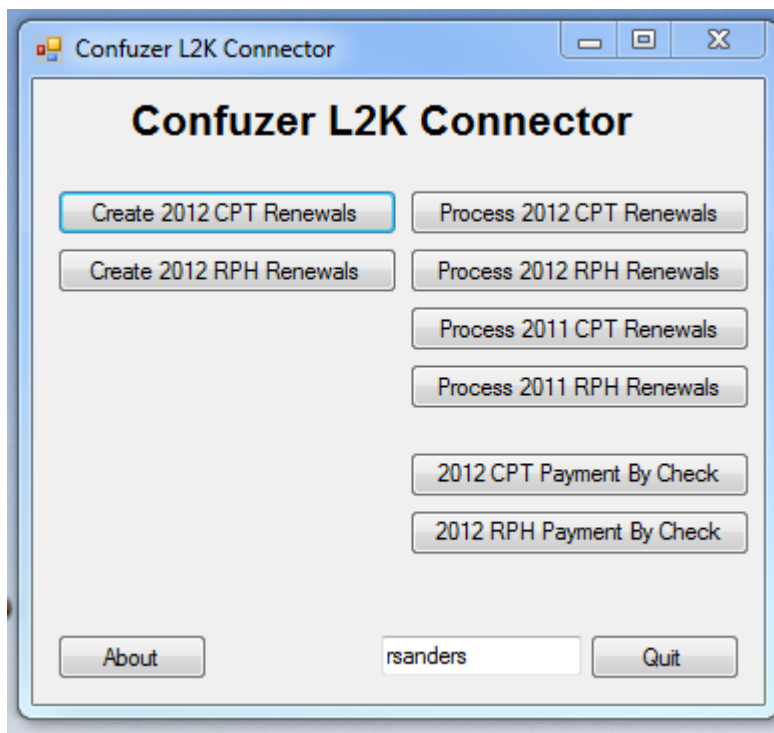 Confuzer L2K Connector
Confuzer L2K Connector
Create 2012 CPT Renewals
Process 2012 CPT Renewals
Create 2012 RPH Renewals
Process 2012 RPH Renewals
Process 2011 CPT Renewals
Process 2011 RPH Renewals
2012 CPT Payment By Check
2012 RPH Payment By Check
About
rsanders
Quit